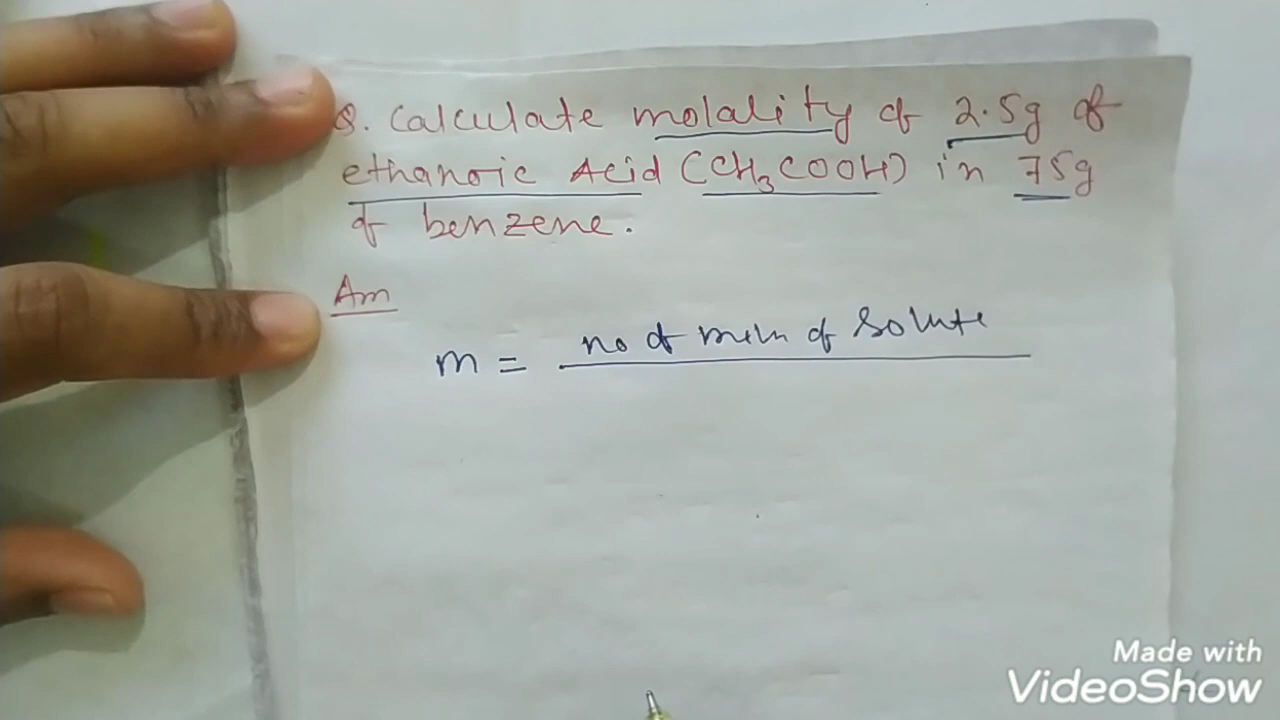 Q. Calculate molality of 2.5g of
ethanoic Acid (CH3COOH) in 75g
of benzene.
Ans
m = no of moles of Solute
Made with
VideoShow